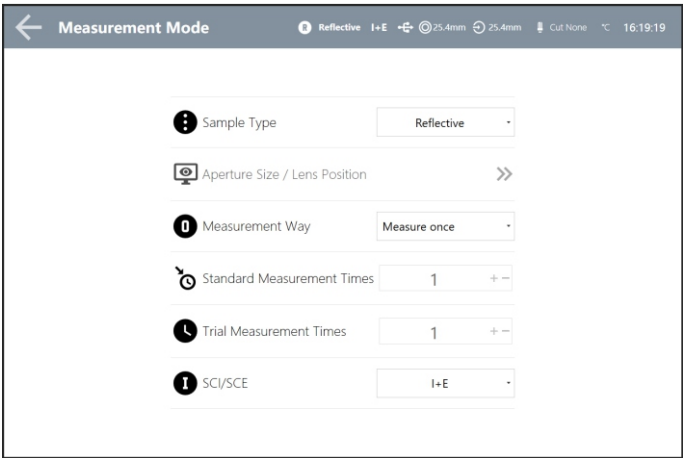 Measurement Mode R Reflective I+E 25.4mm 25.4mm Cut None ℃ 16:19:19
Sample Type Reflective
Aperture Size / Lens Position
Measurement Way Measure once
Standard Measurement Times 1 + −
Trial Measurement Times 1 + −
I SCI/SCE I+E